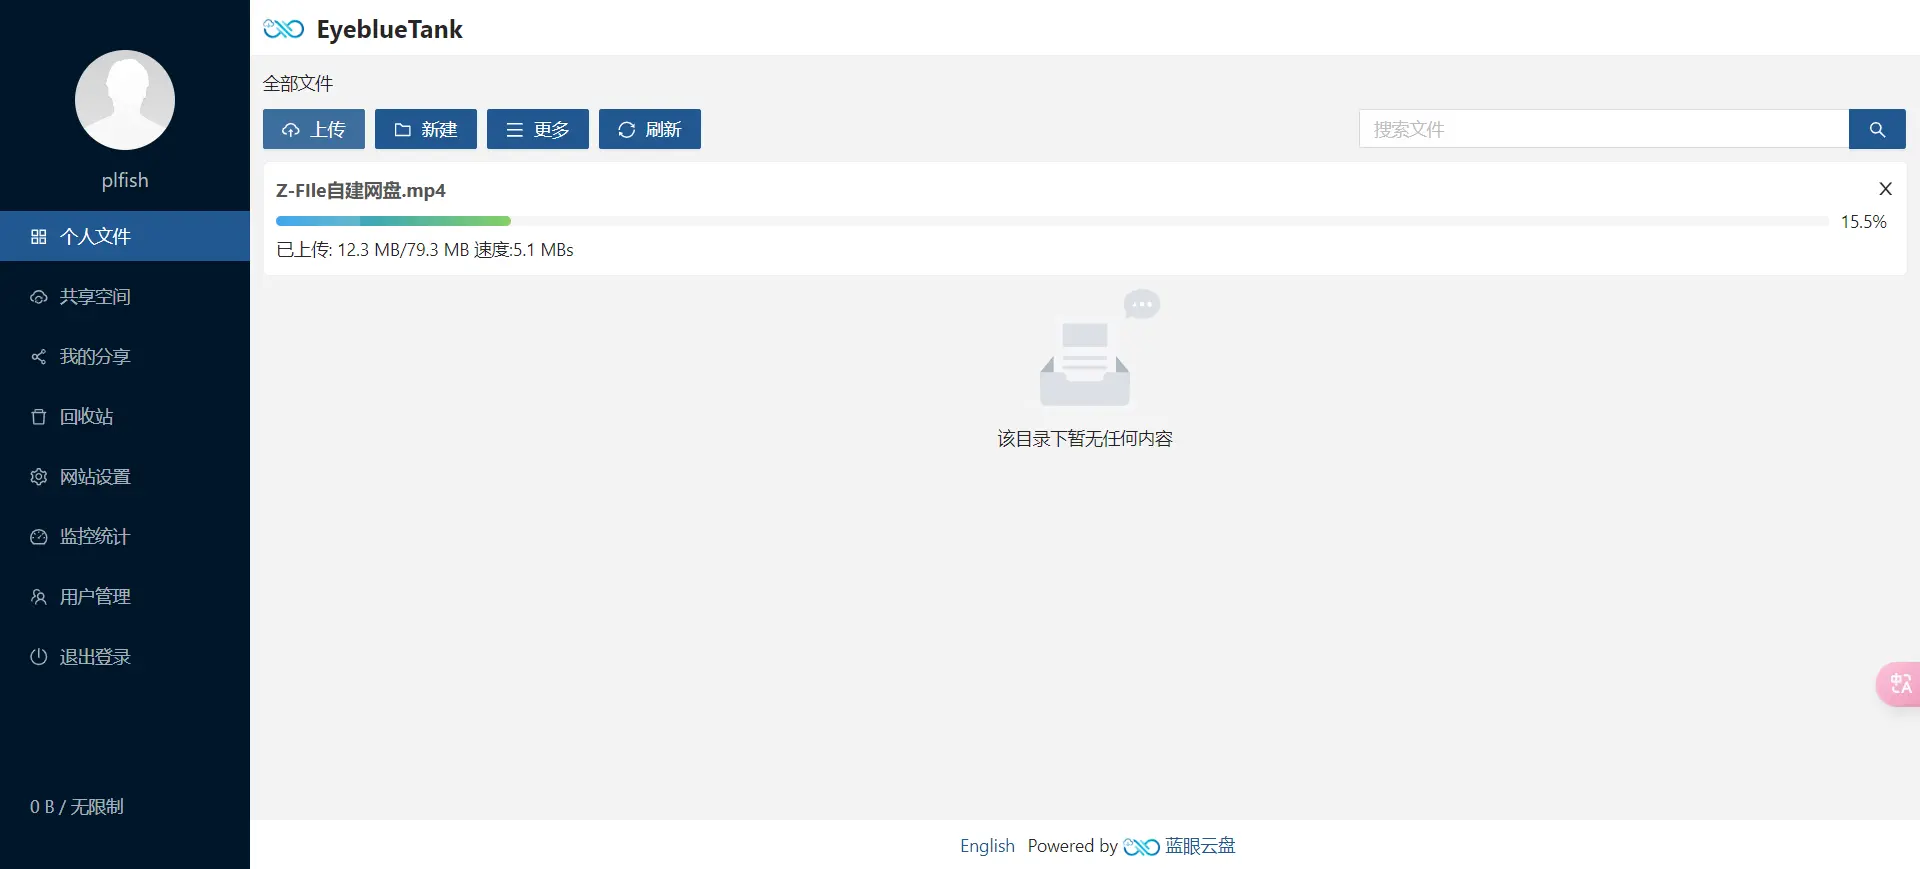 EyeblueTank
plfish
个人文件
共享空间
我的分享
回收站
网站设置
监控统计
用户管理
退出登录
0 B / 无限制
全部文件
上传 新建 更多 刷新 搜索文件
Z-FIle自建网盘.mp4 X
15.5%
已上传: 12.3 MB/79.3 MB 速度:5.1 MBs
该目录下暂无任何内容
中 A
English Powered by 蓝眼云盘